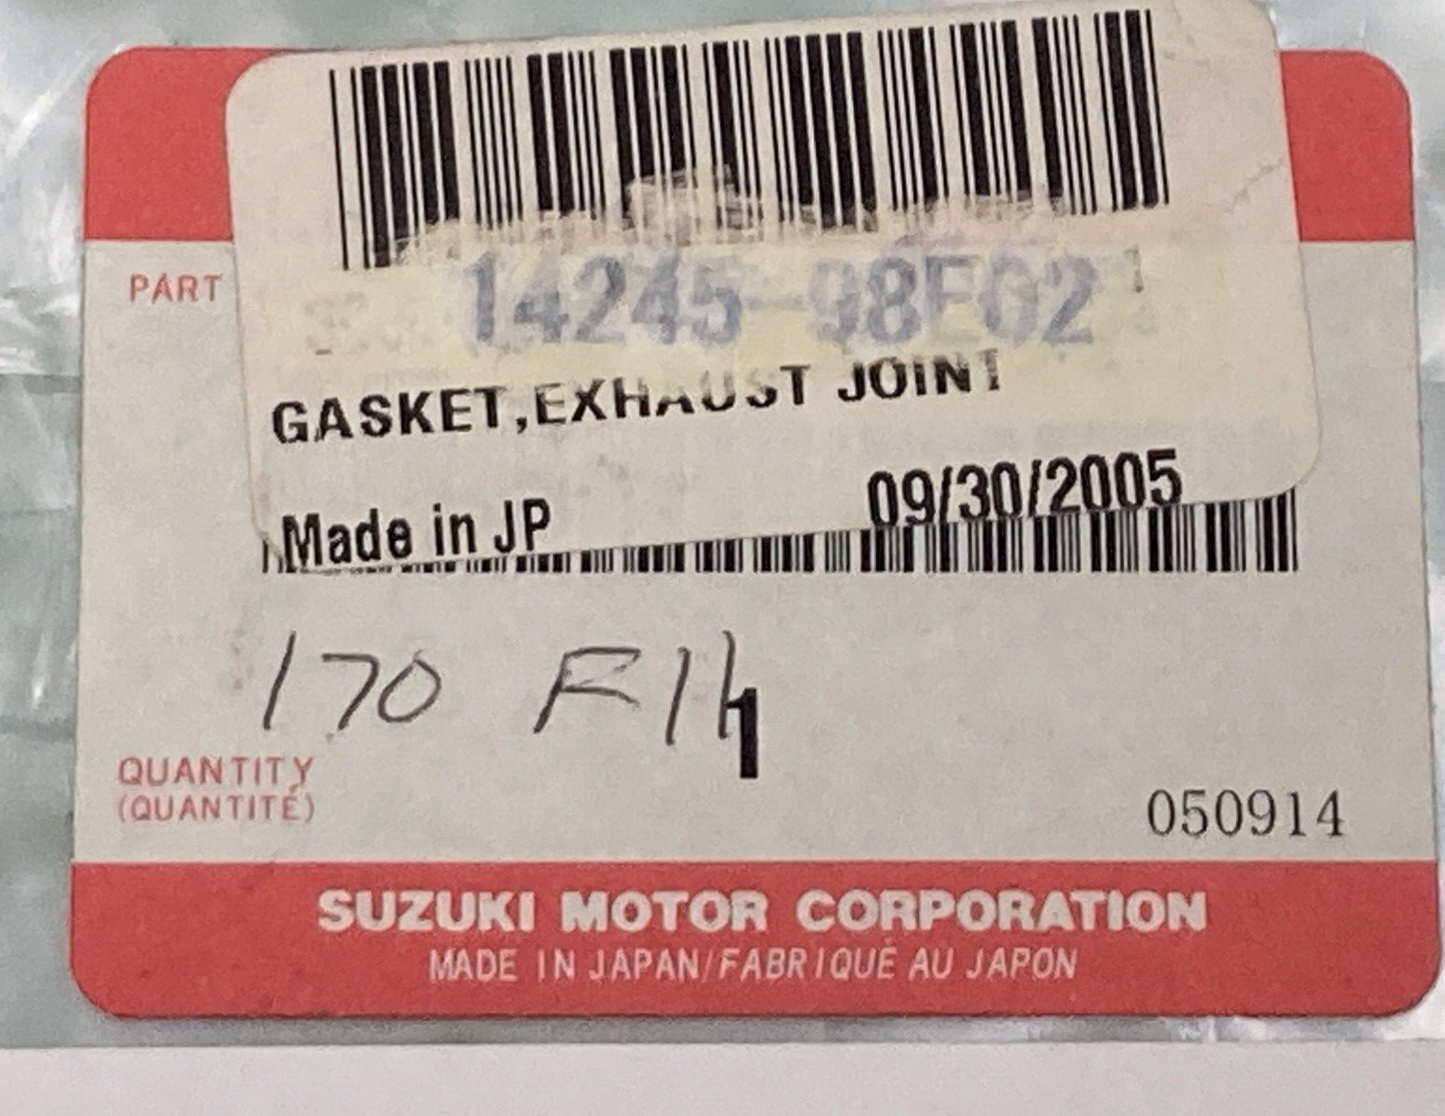 PART
14245-98E02
GASKET,EXHAUST JOINT
Made in JP 09/30/2005
170 F
1
QUANTITY
(QUANTITÉ)
050914
SUZUKI MOTOR CORPORATION
MADE IN JAPAN/FABRIQUÉ AU JAPON